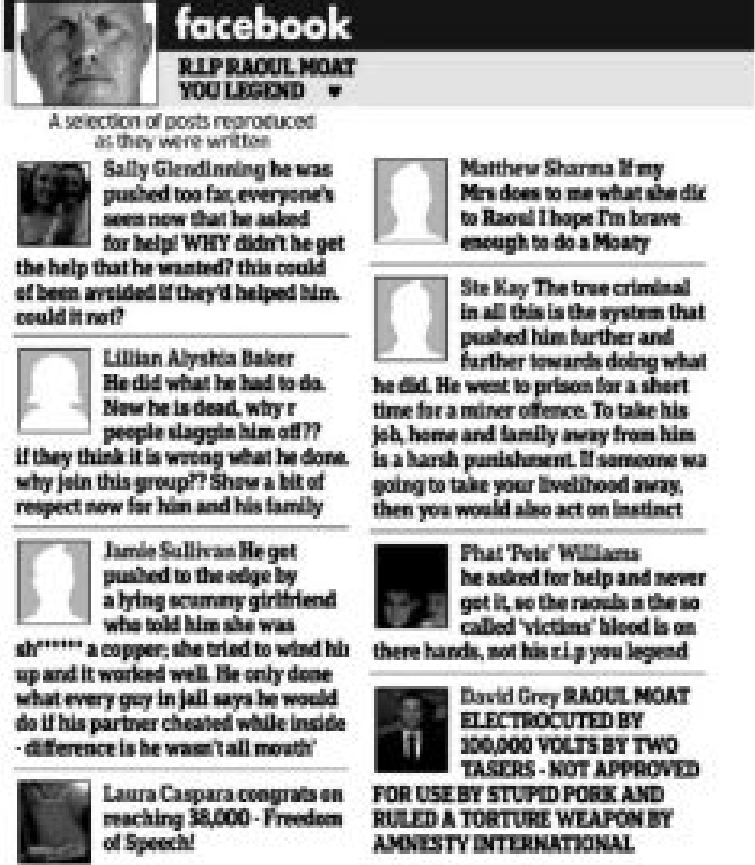 facebook
R.I.P RAOUL MOAT
YOU LEGEND ♥
A selection of posts reproduced
as they were written
Sally Glendinning he was
pushed too far, everyone's
seen now that he asked
for help! WHY didn't he get
the help that he wanted? this could
of been avoided if they'd helped him.
could it not?
Lillian Alyshia Baker
He did what he had to do.
Now he is dead, why r
people slaggin him off??
if they think it is wrong what he done.
why join this group?? Show a bit of
respect now for him and his family
Jamie Sullivan He got
pushed to the edge by
a lying scummy girlfriend
who told him she was
sh****** a copper; she tried to wind hi
up and it worked well. He only done
what every guy in jail says he would
do if his partner cheated while inside
- difference is he wasn't all mouth'
Laura Caspara congrats on
reaching 38,000 - Freedom
of Speech!
Matthew Sharma If my
Mrs does to me what she did
to Raoul I hope I'm brave
enough to do a Moaty
Ste Kay The true criminal
in all this is the system that
pushed him further and
further towards doing what
he did. He went to prison for a short
time for a miner offence. To take his
job, home and family away from him
is a harsh punishment. If someone wa
going to take your livelihood away,
then you would also act on instinct
Phat 'Pete' Williams
he asked for help and never
got it, so the raouls n the so
called 'victims' blood is on
there hands, not his r.i.p you legend
David Grey RAOUL MOAT
ELECTROCUTED BY
100,000 VOLTS BY TWO
TASERS - NOT APPROVED
FOR USE BY STUPID PORK AND
RULED A TORTURE WEAPON BY
AMNESTY INTERNATIONAL